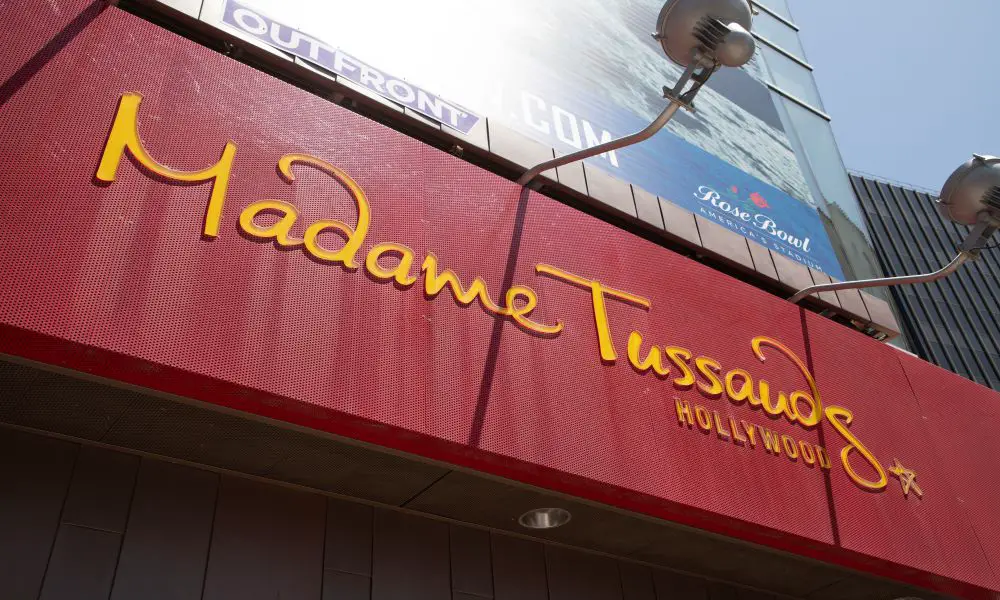 OUTFRONT
.COM
Rose Bowl
AMERICA'S STADIUM
Madame Tussauds
HOLLYWOOD